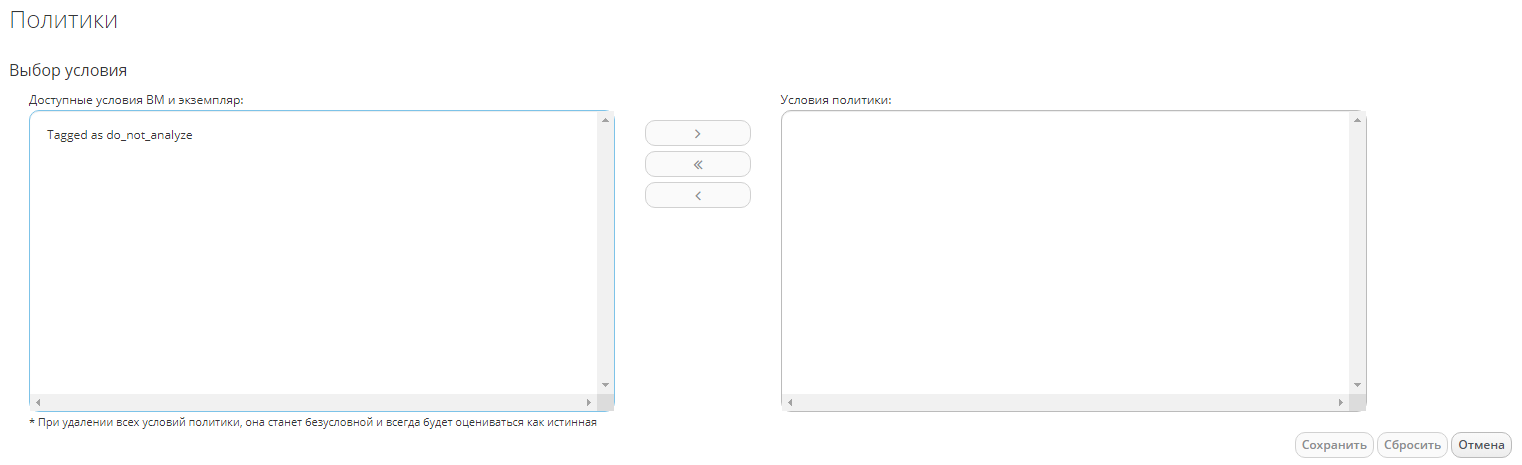 Политики
Выбор условия
Доступные условия ВМ и экземпляр:
Условия политики:
Tagged as do_not_analyze
* При удалении всех условий политики, она станет безусловной и всегда будет оцениваться как истинная
Сохранить Сбросить Отмена